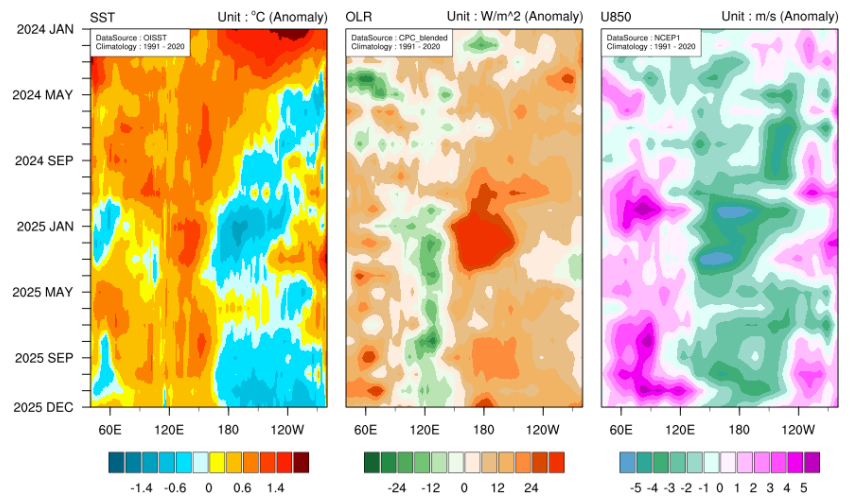 SST Unit : °C (Anomaly)
OLR Unit : W/m^2 (Anomaly)
U850 Unit : m/s (Anomaly)
DataSource : OISST
Climatology : 1991 - 2020
DataSource : CPC_blended
Climatology : 1991 - 2020
DataSource : NCEP1
Climatology : 1991 - 2020
2024 JAN
2024 MAY
2024 SEP
2025 JAN
2025 MAY
2025 SEP
2025 DEC
60E 120E 180 120W
60E 120E 180 120W
60E 120E 180 120W
-1.4 -0.6 0 0.6 1.4
-24 -12 0 12 24
-5 -4 -3 -2 -1 0 1 2 3 4 5